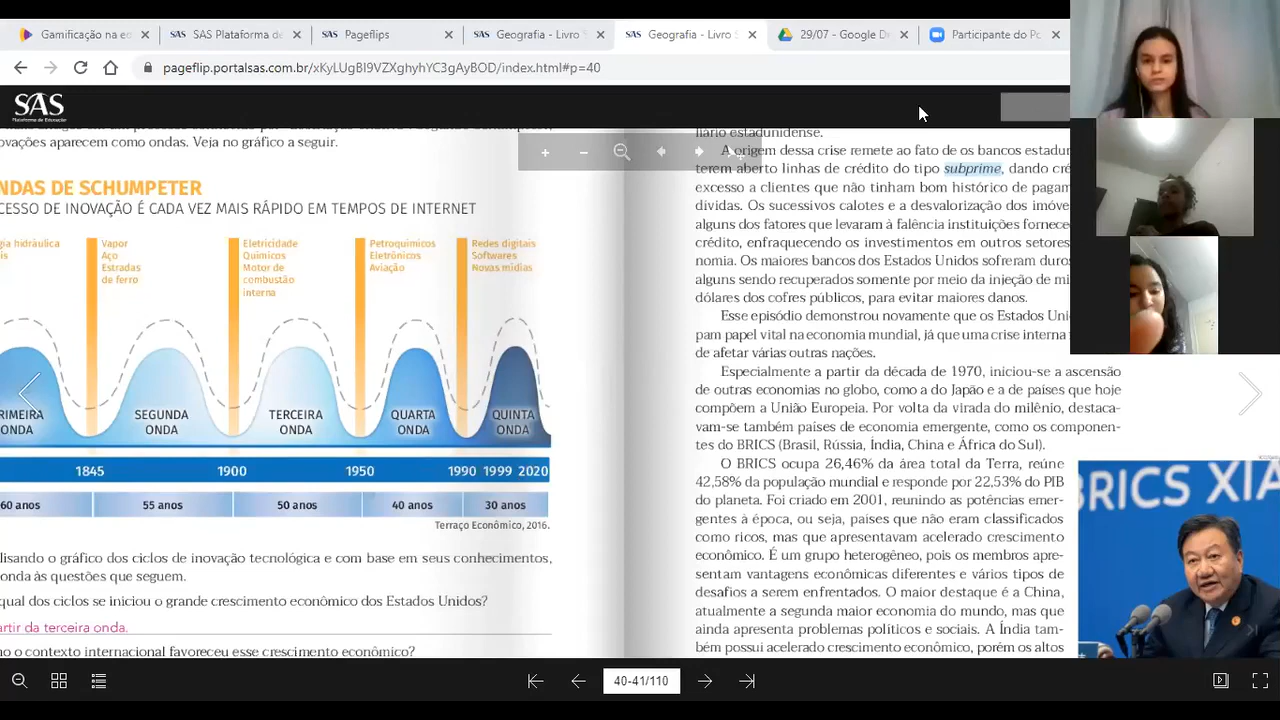 Gamificação na e
SAS Plataforma de
Pageflips
Geografia - Livro
Geografia - Livro
29/07 - Google D
Participante do Po
pageflip.portalsas.com.br/xKyLUgBI9VZXghyhYC3gAyBOD/index.html#p=40
SAS
Plataforma de Educação
ovações aparecem como ondas. Veja no gráfico a seguir.
NDAS DE SCHUMPETER
CESSO DE INOVAÇÃO É CADA VEZ MAIS RÁPIDO EM TEMPOS DE INTERNET
gia hidráulica
is
Vapor
Aço
Estradas
de ferro
Eletricidade
Químicos
Motor de
combustão
interna
Petroquímicos
Eletrônicos
Aviação
Redes digitais
Softwares
Novas mídias
RIMEIRA
ONDA
SEGUNDA
ONDA
TERCEIRA
ONDA
QUARTA
ONDA
QUINTA
ONDA
1845 1900 1950 1990 1999 2020
60 anos 55 anos 50 anos 40 anos 30 anos
Terraço Econômico, 2016.
lisando o gráfico dos ciclos de inovação tecnológica e com base em seus conhecimentos,
onda às questões que seguem.
qual dos ciclos se iniciou o grande crescimento econômico dos Estados Unidos?
artir da terceira onda.
mo o contexto internacional favoreceu esse crescimento econômico?
liário estadunidense.
A origem dessa crise remete ao fato de os bancos estadu
terem aberto linhas de crédito do tipo subprime, dando cré
excesso a clientes que não tinham bom histórico de pagam
dívidas. Os sucessivos calotes e a desvalorização dos imóve
alguns dos fatores que levaram à falência instituições fornece
crédito, enfraquecendo os investimentos em outros setores
nomia. Os maiores bancos dos Estados Unidos sofreram duros
alguns sendo recuperados somente por meio da injeção de mi
dólares dos cofres públicos, para evitar maiores danos.
Esse episódio demonstrou novamente que os Estados Uni
pam papel vital na economia mundial, já que uma crise interna
de afetar várias outras nações.
Especialmente a partir da década de 1970, iniciou-se a ascensão
de outras economias no globo, como a do Japão e a de países que hoje
compõem a União Europeia. Por volta da virada do milênio, destaca-
vam-se também países de economia emergente, como os componen-
tes do BRICS (Brasil, Rússia, Índia, China e África do Sul).
O BRICS ocupa 26,46% da área total da Terra, reúne
42,58% da população mundial e responde por 22,53% do PIB
do planeta. Foi criado em 2001, reunindo as potências emer-
gentes à época, ou seja, países que não eram classificados
como ricos, mas que apresentavam acelerado crescimento
econômico. É um grupo heterogêneo, pois os membros apre-
sentam vantagens econômicas diferentes e vários tipos de
desafios a serem enfrentados. O maior destaque é a China,
atualmente a segunda maior economia do mundo, mas que
ainda apresenta problemas políticos e sociais. A Índia tam-
bém possui acelerado crescimento econômico, porém os altos
BRICS XIA
40-41/110